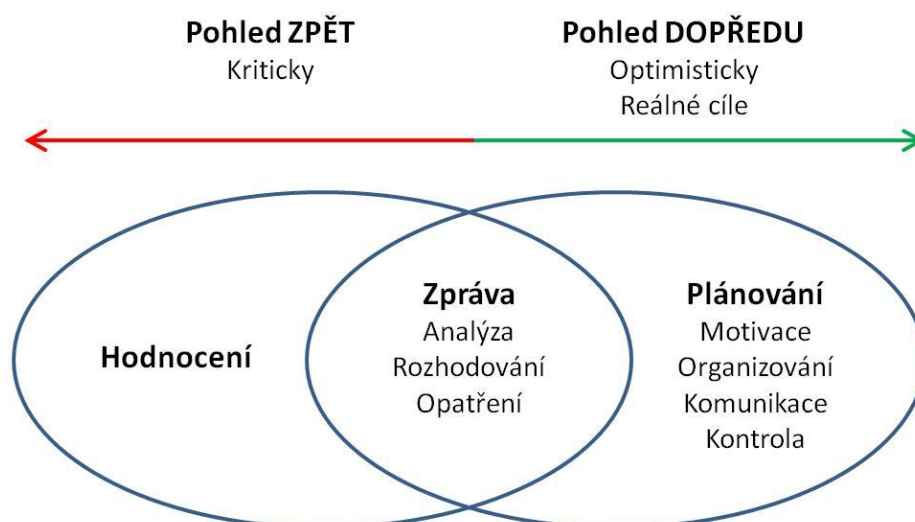 Pohled ZPĚT
Kriticky
Pohled DOPŘEDU
Optimisticky
Reálné cíle
Hodnocení
Zpráva
Analýza
Rozhodování
Opatření
Plánování
Motivace
Organizování
Komunikace
Kontrola